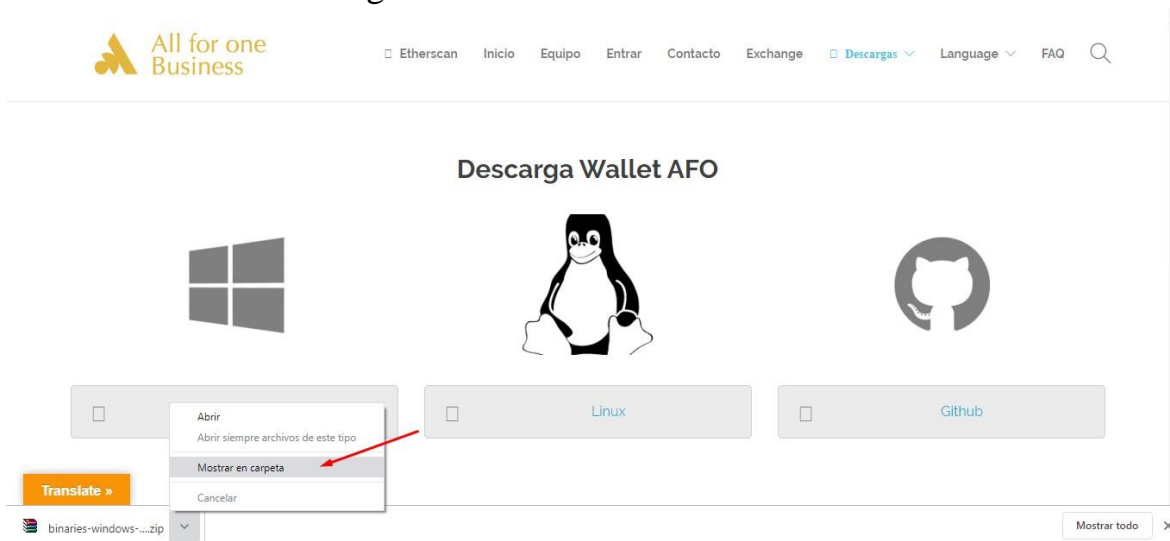 All for one
Business
Etherscan Inicio Equipo Entrar Contacto Exchange Descargas Language FAQ
Descarga Wallet AFO
Linux Github
Abrir
Abrir siempre archivos de este tipo
Mostrar en carpeta
Cancelar
Translate »
binaries-windows-....zip Mostrar todo